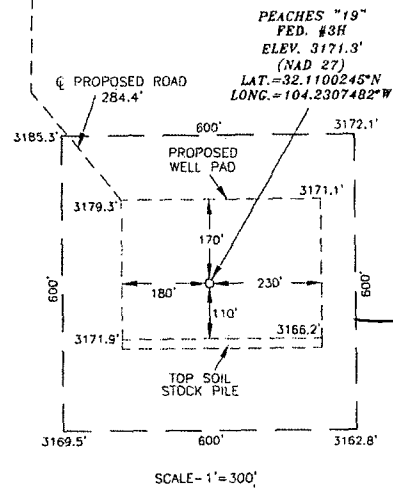 PEACHES "19"
FED. #3H
ELEV. 3171.3'
(NAD 27)
LAT.=32.1100245°N
LONG.=104.2307482°W
℄ PROPOSED ROAD
284.4'
3185.3'
600'
3172.1'
PROPOSED
WELL PAD
3179.3'
3171.1'
170'
600'
180'
230'
600'
110'
3171.9'
3166.2'
TOP SOIL
STOCK PILE
3169.5'
600'
3162.8'
SCALE-1"=300'